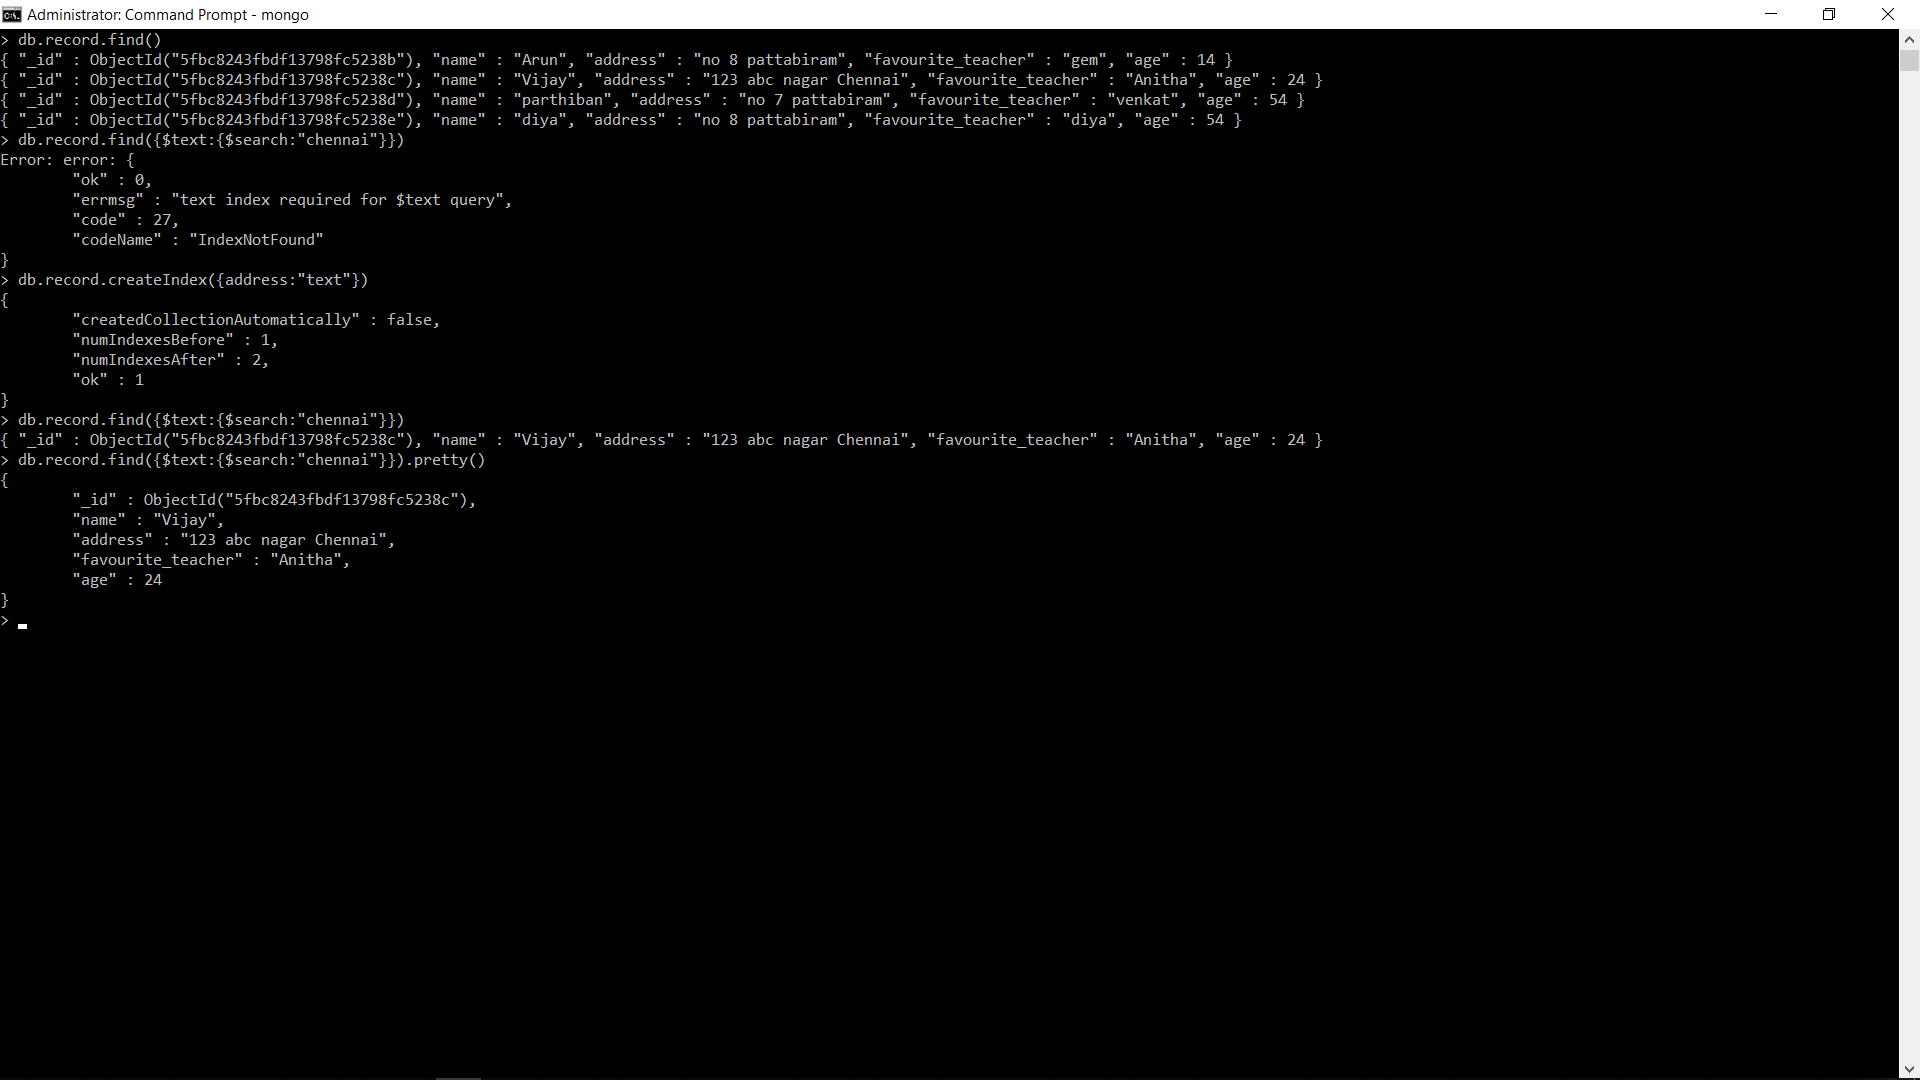 Administrator: Command Prompt - mongo
> db.record.find()
{ "_id" : ObjectId("5fbc8243fbdf13798fc5238b"), "name" : "Arun", "address" : "no 8 pattabiram", "favourite_teacher" : "gem", "age" : 14 }
{ "_id" : ObjectId("5fbc8243fbdf13798fc5238c"), "name" : "Vijay", "address" : "123 abc nagar Chennai", "favourite_teacher" : "Anitha", "age" : 24 }
{ "_id" : ObjectId("5fbc8243fbdf13798fc5238d"), "name" : "parthiban", "address" : "no 7 pattabiram", "favourite_teacher" : "venkat", "age" : 54 }
{ "_id" : ObjectId("5fbc8243fbdf13798fc5238e"), "name" : "diya", "address" : "no 8 pattabiram", "favourite_teacher" : "diya", "age" : 54 }
> db.record.find({$text:{$search:"chennai"}})
Error: error: {
        "ok" : 0,
        "errmsg" : "text index required for $text query",
        "code" : 27,
        "codeName" : "IndexNotFound"
}
> db.record.createIndex({address:"text"})
{
        "createdCollectionAutomatically" : false,
        "numIndexesBefore" : 1,
        "numIndexesAfter" : 2,
        "ok" : 1
}
> db.record.find({$text:{$search:"chennai"}})
{ "_id" : ObjectId("5fbc8243fbdf13798fc5238c"), "name" : "Vijay", "address" : "123 abc nagar Chennai", "favourite_teacher" : "Anitha", "age" : 24 }
> db.record.find({$text:{$search:"chennai"}}).pretty()
{
        "_id" : ObjectId("5fbc8243fbdf13798fc5238c"),
        "name" : "Vijay",
        "address" : "123 abc nagar Chennai",
        "favourite_teacher" : "Anitha",
        "age" : 24
}
>